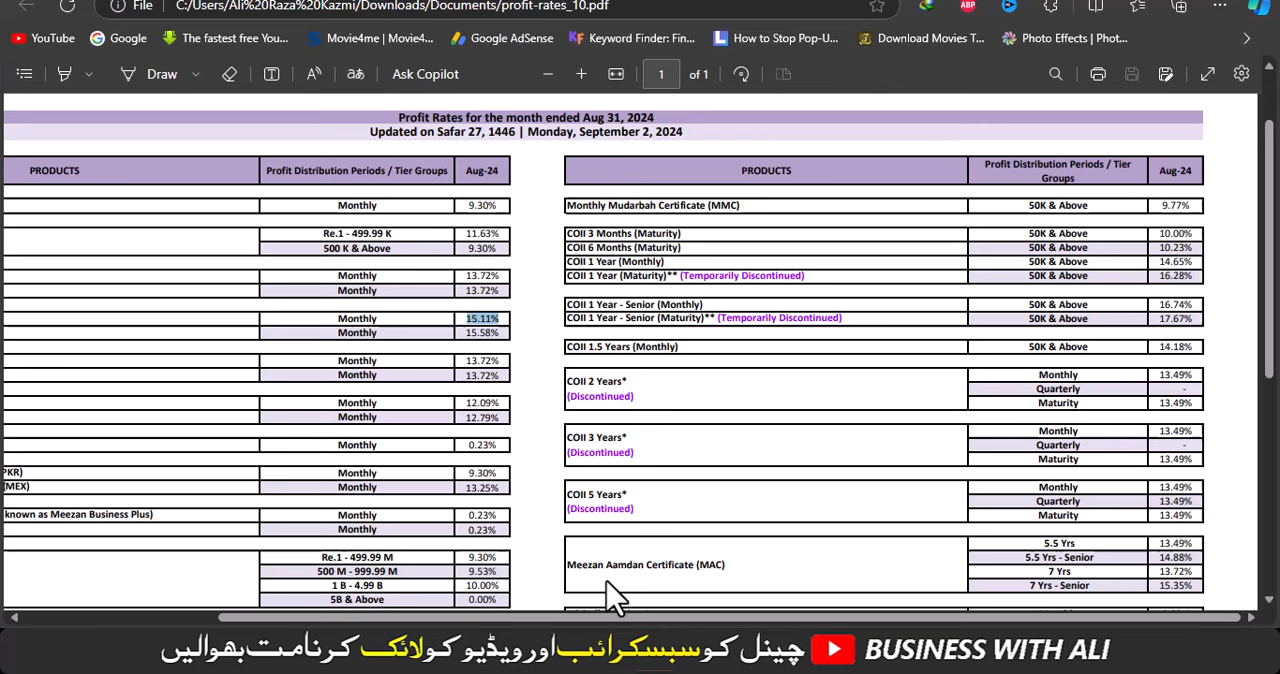 File C:/Users/Ali%20Raza%20Kazmi/Downloads/Documents/profit-rates_10.pdf
YouTube Google The fastest free You... Movie4me | Movie4... Google AdSense Keyword Finder: Fin... How to Stop Pop-U... Download Movies T... Photo Effects | Phot...
Draw Ask Copilot 1 of 1
Profit Rates for the month ended Aug 31, 2024
Updated on Safar 27, 1446 | Monday, September 2, 2024
PRODUCTS Profit Distribution Periods / Tier Groups Aug-24
Monthly 9.30%
Re.1 - 499.99 K 11.63%
500 K & Above 9.30%
Monthly 13.72%
Monthly 13.72%
Monthly 15.11%
Monthly 15.58%
Monthly 13.72%
Monthly 13.72%
Monthly 12.09%
Monthly 12.79%
Monthly 0.23%
PKR) Monthly 9.30%
(MEX) Monthly 13.25%
known as Meezan Business Plus) Monthly 0.23%
Monthly 0.23%
Re.1 - 499.99 M 9.30%
500 M - 999.99 M 9.53%
1 B - 4.99 B 10.00%
5B & Above 0.00%
PRODUCTS Profit Distribution Periods / Tier Aug-24
Groups
Monthly Mudarbah Certificate (MMC) 50K & Above 9.77%
COII 3 Months (Maturity) 50K & Above 10.00%
COII 6 Months (Maturity) 50K & Above 10.23%
COII 1 Year (Monthly) 50K & Above 14.65%
COII 1 Year (Maturity)** (Temporarily Discontinued) 50K & Above 16.28%
COII 1 Year - Senior (Monthly) 50K & Above 16.74%
COII 1 Year - Senior (Maturity)** (Temporarily Discontinued) 50K & Above 17.67%
COII 1.5 Years (Monthly) 50K & Above 14.18%
COII 2 Years*
(Discontinued)
Monthly 13.49%
Quarterly -
Maturity 13.49%
COII 3 Years*
(Discontinued)
Monthly 13.49%
Quarterly -
Maturity 13.49%
COII 5 Years*
(Discontinued)
Monthly 13.49%
Quarterly 13.49%
Maturity 13.49%
Meezan Aamdan Certificate (MAC)
5.5 Yrs 13.49%
5.5 Yrs - Senior 14.88%
7 Yrs 13.72%
7 Yrs - Senior 15.35%
چینل کو سبسکرائب اور ویڈیو کو لائک کرنا مت بھوالیں BUSINESS WITH ALI